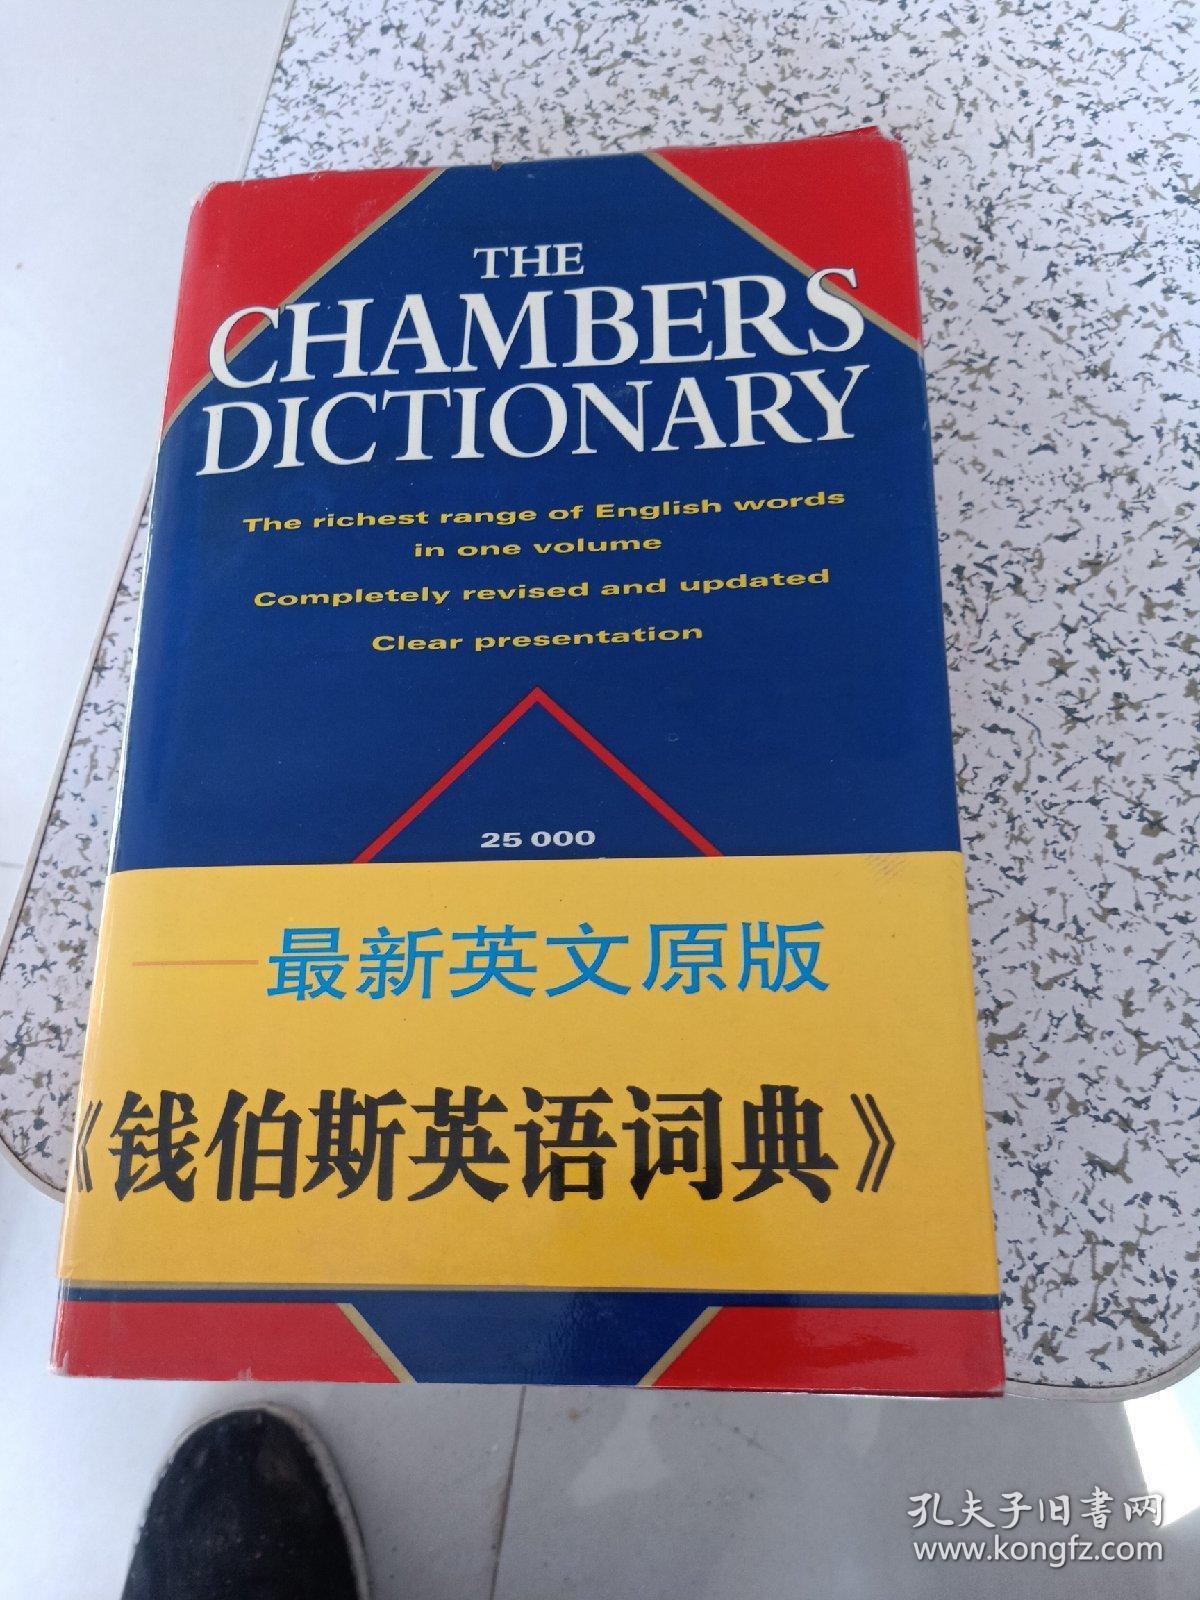 THE
CHAMBERS
DICTIONARY
The richest range of English words
in one volume
Completely revised and updated
Clear presentation
25 000
最新英文原版
《钱伯斯英语词典》
孔夫子旧书网
www.kongfz.com